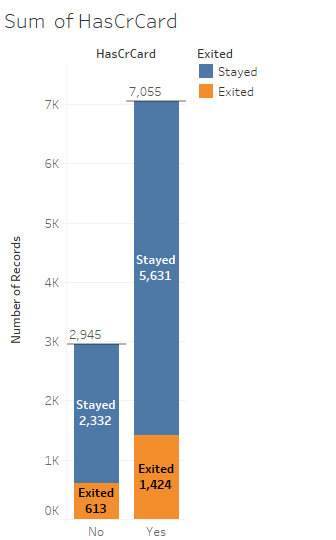 Sum of HasCrCard
HasCrCard
Exited
Stayed
Exited
7,055
7K
6K
5K
Stayed
5,631
4K
Number of Records
3K
2,945
2K
Stayed
2,332
1K
Exited
1,424
Exited
613
0K
No
Yes